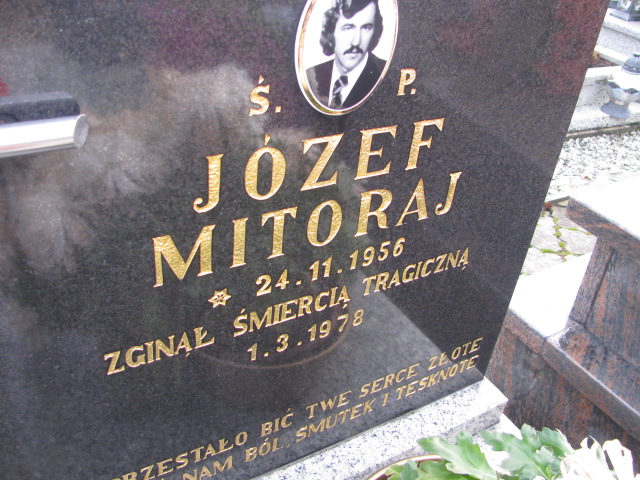 Ś. P.
JÓZEF
MITORAJ
* 24.11.1956
ZGINĄŁ ŚMIERCIĄ TRAGICZNĄ
1.3.1978
PRZESTAŁO BIĆ TWE SERCE ZŁOTE
NAM BÓL SMUTEK I TESKNOTE